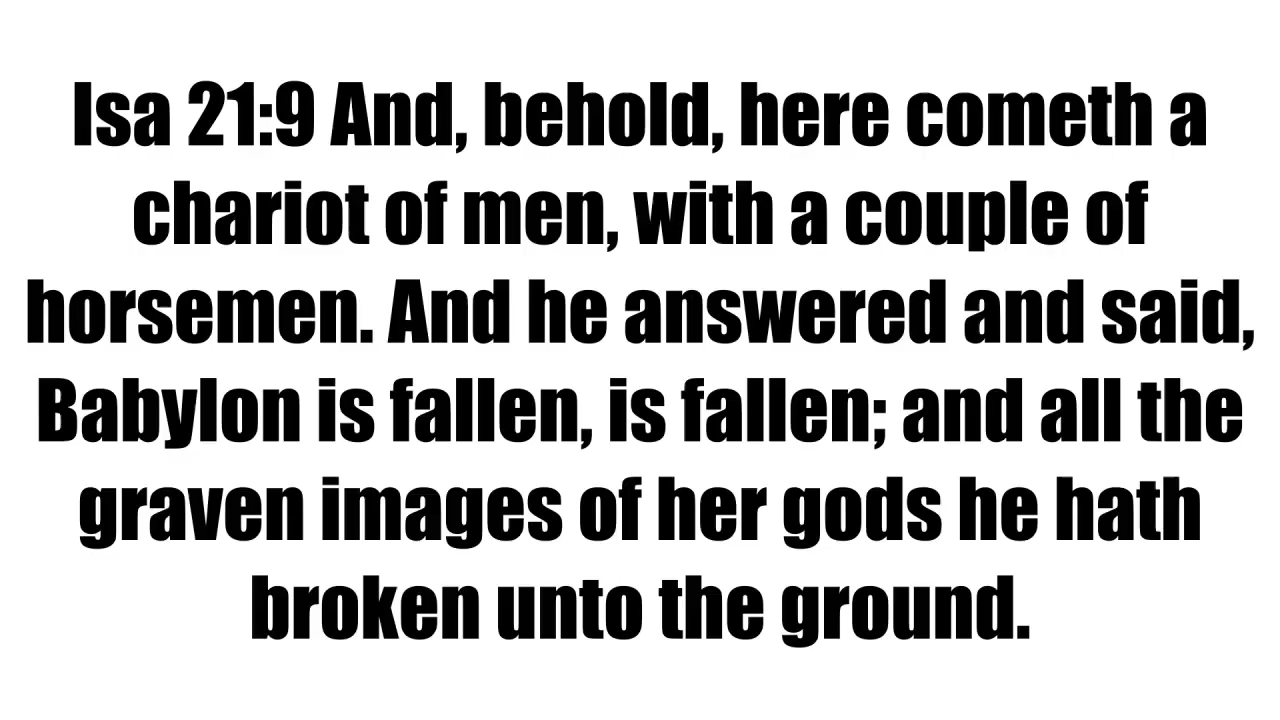 Isa 21:9 And, behold, here cometh a
chariot of men, with a couple of
horsemen. And he answered and said,
Babylon is fallen, is fallen; and all the
graven images of her gods he hath
broken unto the ground.